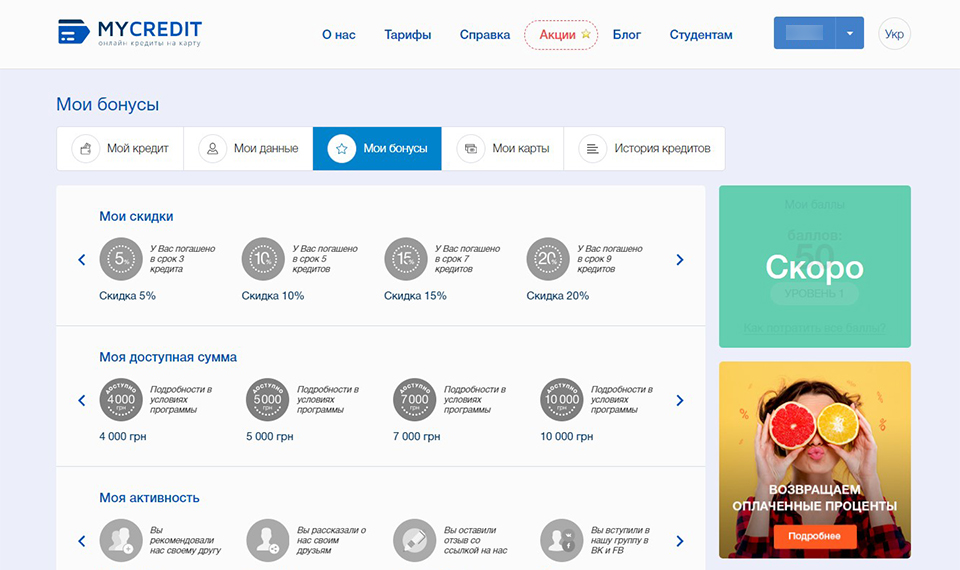 MYCREDIT
онлайн кредиты на карту
О нас
Тарифы
Справка
Акции
Блог
Студентам
Укр
Мои бонусы
Мой кредит
Мои данные
Мои бонусы
Мои карты
История кредитов
Мои скидки
5%
У Вас погашено
в срок 3
кредита
Скидка 5%
10%
У Вас погашено
в срок 5
кредитов
Скидка 10%
15%
У Вас погашено
в срок 7
кредитов
Скидка 15%
20%
У Вас погашено
в срок 9
кредитов
Скидка 20%
Моя доступная сумма
ДОСТУПНО
4000
грн
Подробности в
условиях
программы
4 000 грн
ДОСТУПНО
5000
грн
Подробности в
условиях
программы
5 000 грн
ДОСТУПНО
7000
грн
Подробности в
условиях
программы
7 000 грн
ДОСТУПНО
10000
грн
Подробности в
условиях
программы
10 000 грн
Моя активность
Вы
рекомендовали
нас своему другу
Вы рассказали о
нас своим
друзьям
Вы оставили
отзыв со
ссылкой на нас
Вы вступили в
нашу группу в
ВК и FB
Мои баллы
баллов:
50
Скоро
УРОВЕНЬ 1
Как потратить мои баллы?
ВОЗВРАЩАЕМ
ОПЛАЧЕННЫЕ ПРОЦЕНТЫ
Подробнее